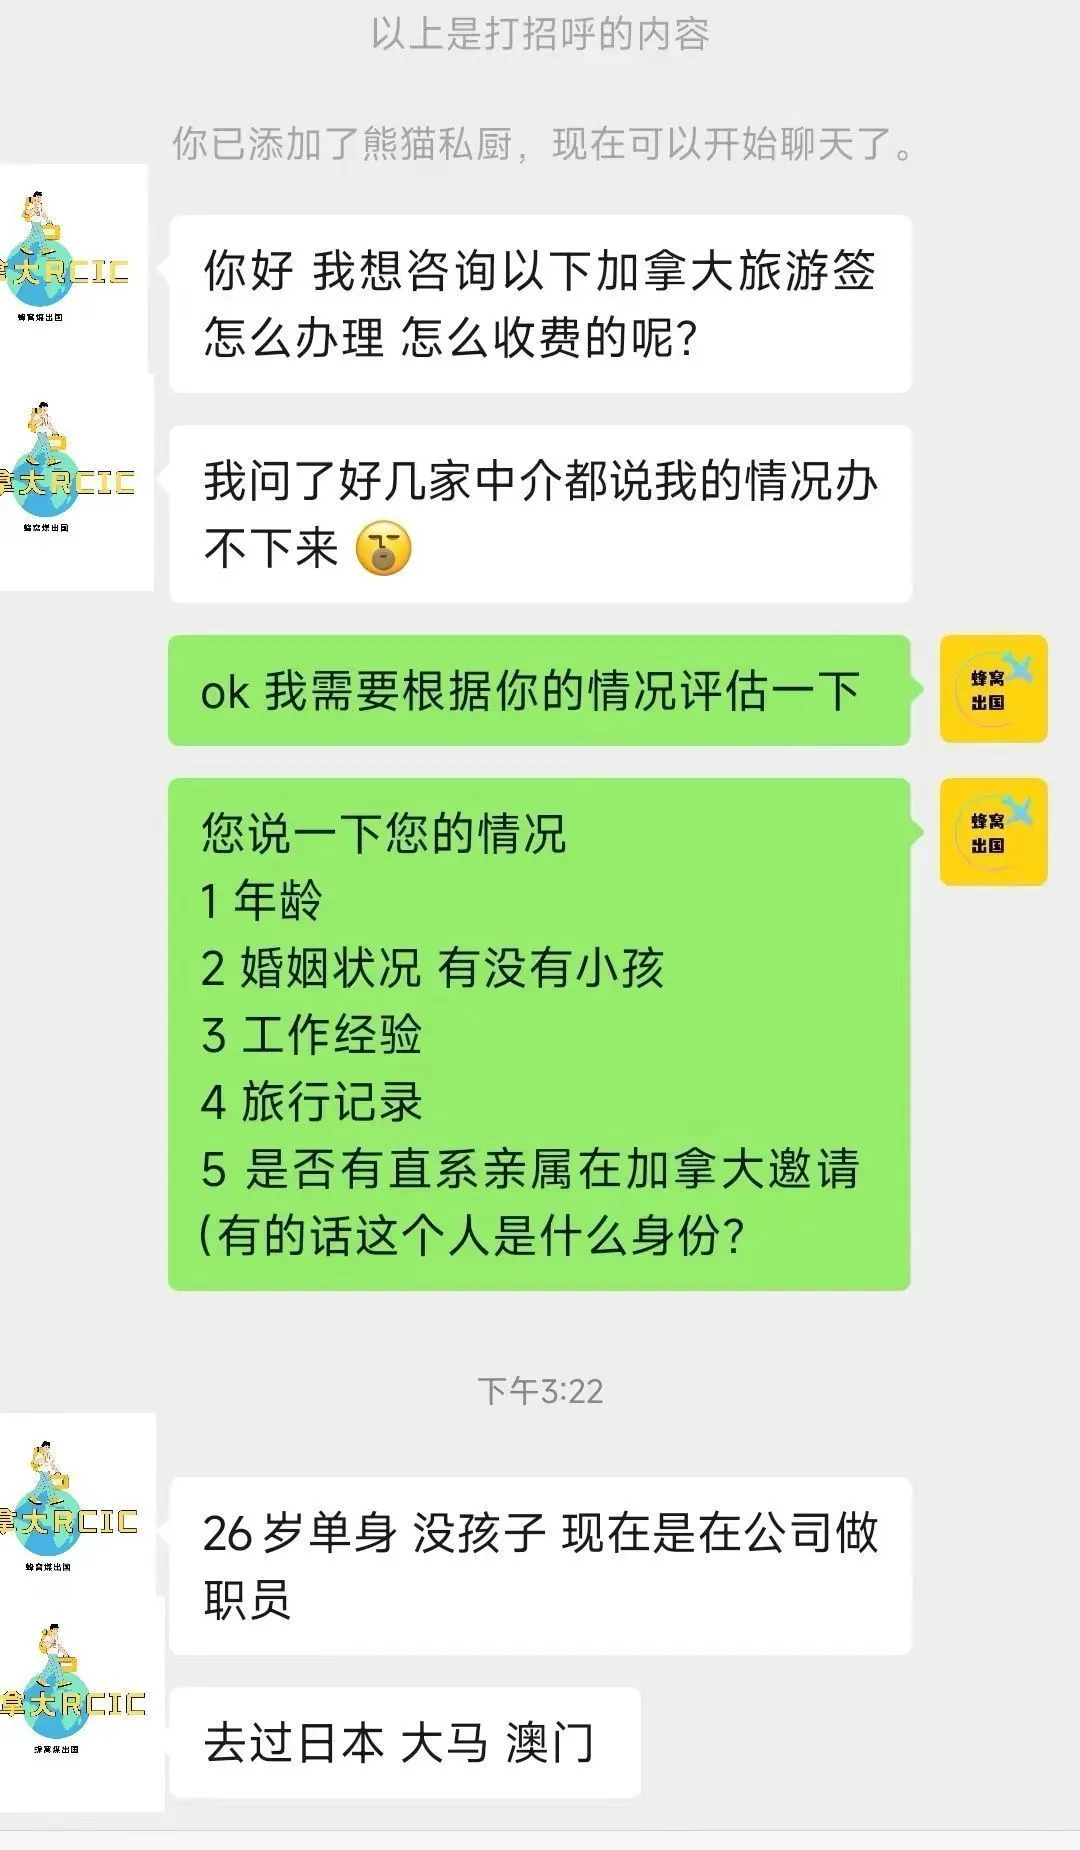 以上是打招呼的内容
你已添加了熊猫私厨，现在可以开始聊天了。
拿大RCIC
蜂窝煤出国
你好 我想咨询以下加拿大旅游签
怎么办理 怎么收费的呢？
拿大RCIC
蜂窝煤出国
我问了好几家中介都说我的情况办
不下来
ok 我需要根据你的情况评估一下
蜂窝
出国
您说一下您的情况
1 年龄
2 婚姻状况 有没有小孩
3 工作经验
4 旅行记录
5 是否有直系亲属在加拿大邀请
(有的话这个人是什么身份？
蜂窝
出国
下午3:22
拿大RCIC
蜂窝煤出国
26岁单身 没孩子 现在是在公司做
职员
拿大RCIC
蜂窝煤出国
去过日本 大马 澳门